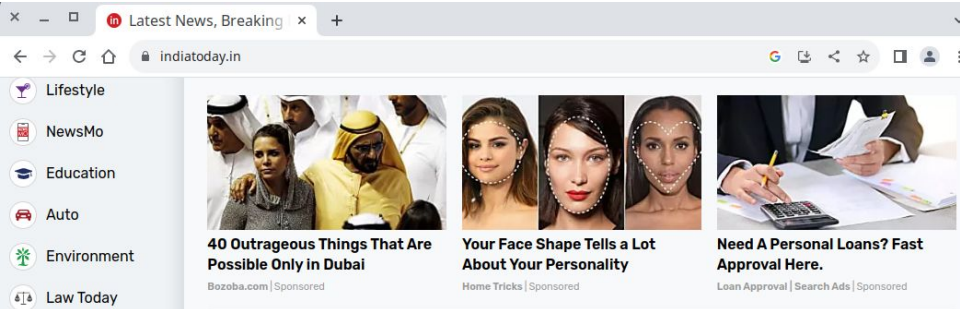 Latest News, Breaking
indiatoday.in
Lifestyle
NewsMo
Education
Auto
Environment
Law Today
40 Outrageous Things That Are
Possible Only in Dubai
Bozoba.com | Sponsored
Your Face Shape Tells a Lot
About Your Personality
Home Tricks | Sponsored
Need A Personal Loans? Fast
Approval Here.
Loan Approval | Search Ads | Sponsored